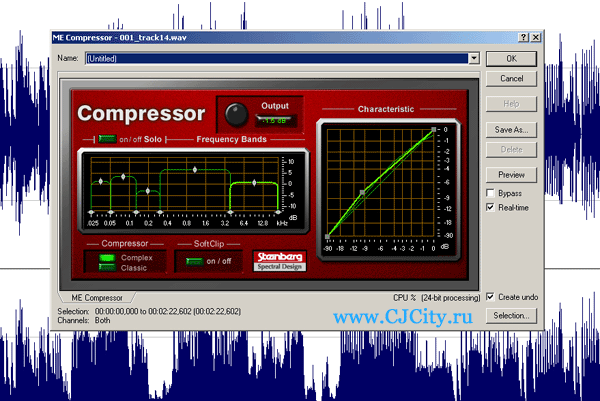 ME Compressor - 001_track14.wav
Name: (Untitled)
OK
Cancel
Help
Save As...
Delete
Preview
Bypass
Real-time
Compressor
Output
-1.5 dB
on / off Solo
Frequency Bands
10
5
0
-5
-10
dB
.025 0.05 0.1 0.2 0.4 0.8 1.6 3.2 6.4 12.8 kHz
Characteristic
0
-1
-2
-3
-4
-6
-9
-12
-18
-90
dB
-90 -18 -12 -9 -6 -4 -3 -2 -1 0
Compressor
Complex
Classic
SoftClip
on / off
Steinberg
Spectral Design
ME Compressor
CPU % (24-bit processing)
Create undo
Selection: 00:00:00,000 to 00:02:22,602 (00:02:22,602)
Channels: Both
Selection...
www.CJCity.ru